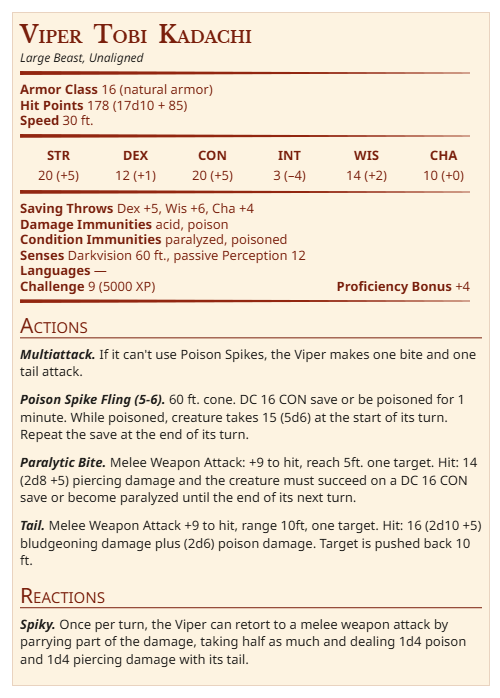 Viper Tobi Kadachi
Large Beast, Unaligned
Armor Class 16 (natural armor)
Hit Points 178 (17d10 + 85)
Speed 30 ft.
STR DEX CON INT WIS CHA
20 (+5) 12 (+1) 20 (+5) 3 (–4) 14 (+2) 10 (+0)
Saving Throws Dex +5, Wis +6, Cha +4
Damage Immunities acid, poison
Condition Immunities paralyzed, poisoned
Senses Darkvision 60 ft., passive Perception 12
Languages —
Challenge 9 (5000 XP) Proficiency Bonus +4
Actions
Multiattack. If it can't use Poison Spikes, the Viper makes one bite and one
tail attack.
Poison Spike Fling (5-6). 60 ft. cone. DC 16 CON save or be poisoned for 1
minute. While poisoned, creature takes 15 (5d6) at the start of its turn.
Repeat the save at the end of its turn.
Paralytic Bite. Melee Weapon Attack: +9 to hit, reach 5ft. one target. Hit: 14
(2d8 +5) piercing damage and the creature must succeed on a DC 16 CON
save or become paralyzed until the end of its next turn.
Tail. Melee Weapon Attack +9 to hit, range 10ft, one target. Hit: 16 (2d10 +5)
bludgeoning damage plus (2d6) poison damage. Target is pushed back 10
ft.
Reactions
Spiky. Once per turn, the Viper can retort to a melee weapon attack by
parrying part of the damage, taking half as much and dealing 1d4 poison
and 1d4 piercing damage with its tail.